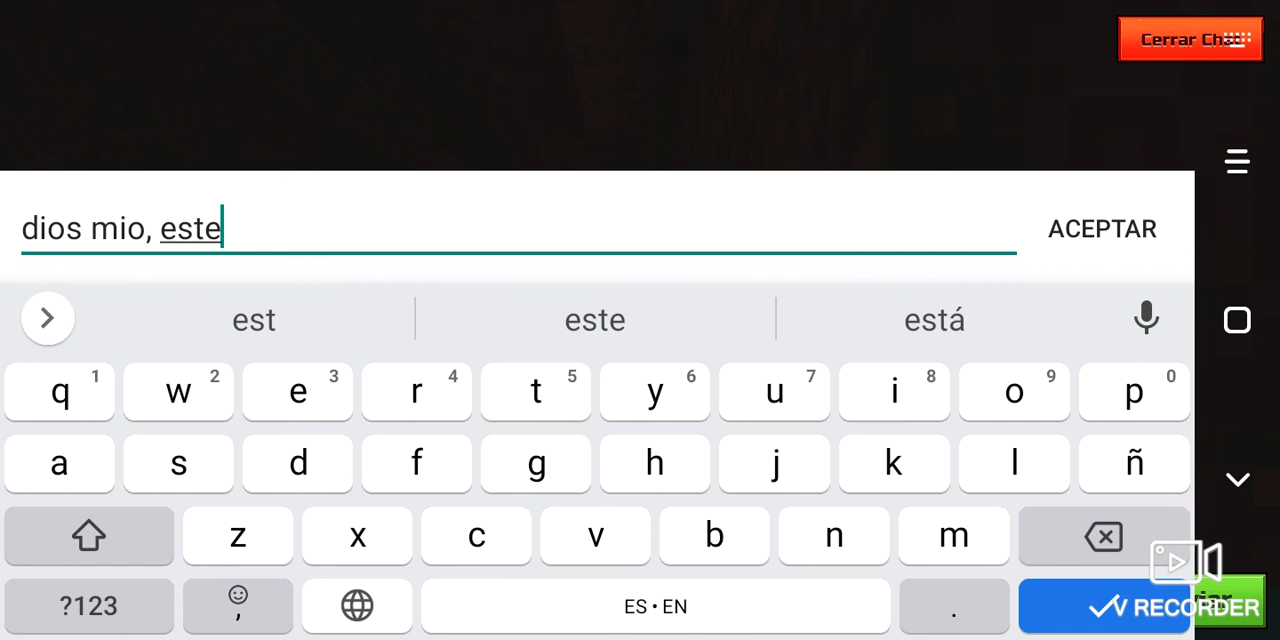 Cerrar Chat
dios mio, este
ACEPTAR
est este está
q 1 w 2 e 3 r 4 t 5 y 6 u 7 i 8 o 9 p 0
a s d f g h j k l ñ
z x c v b n m
?123 , ES • EN .
V RECORDER